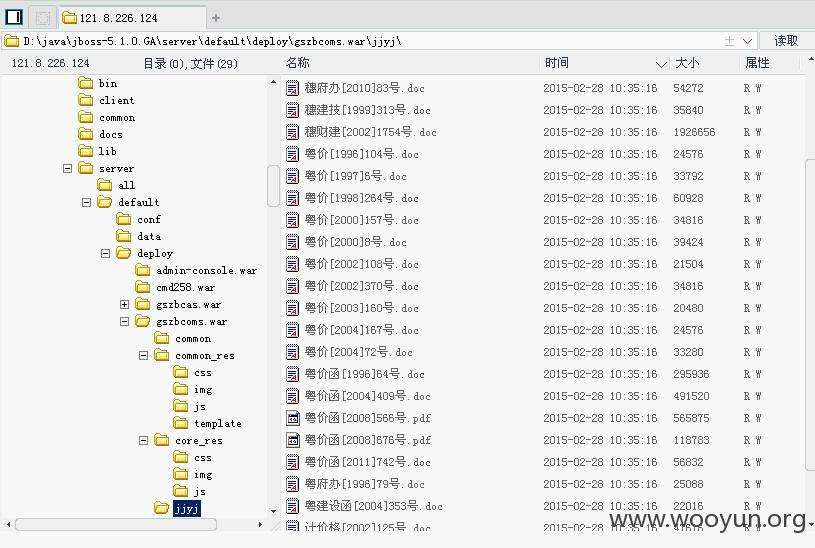 121.8.226.124
D:\java\jboss-5.1.0.GA\server\default\deploy\gszbcoms.war\jjyj\
读取
121.8.226.124 目录(0),文件(29)
名称 时间 大小 属性
bin
client
common
docs
lib
server
all
default
conf
data
deploy
admin-console.war
cmd258.war
gszbcas.war
gszbcoms.war
common
common_res
css
img
js
template
core_res
css
img
js
jjyj
穗府办[2010]83号.doc 2015-02-28 10:35:16 54272 R W
穗建技[1999]313号.doc 2015-02-28 10:35:16 35840 R W
穗财建[2002]1754号.doc 2015-02-28 10:35:16 1926656 R W
粤价[1996]104号.doc 2015-02-28 10:35:16 24576 R W
粤价[1997]6号.doc 2015-02-28 10:35:16 33792 R W
粤价[1998]264号.doc 2015-02-28 10:35:16 60928 R W
粤价[2000]157号.doc 2015-02-28 10:35:16 34816 R W
粤价[2000]8号.doc 2015-02-28 10:35:16 39424 R W
粤价[2002]108号.doc 2015-02-28 10:35:16 21504 R W
粤价[2002]370号.doc 2015-02-28 10:35:16 34816 R W
粤价[2003]160号.doc 2015-02-28 10:35:16 20480 R W
粤价[2004]167号.doc 2015-02-28 10:35:16 24576 R W
粤价[2004]72号.doc 2015-02-28 10:35:16 33280 R W
粤价函[1996]64号.doc 2015-02-28 10:35:16 295936 R W
粤价函[2004]409号.doc 2015-02-28 10:35:16 491520 R W
粤价函[2008]566号.pdf 2015-02-28 10:35:16 565875 R W
粤价函[2008]676号.pdf 2015-02-28 10:35:16 118783 R W
粤价函[2011]742号.doc 2015-02-28 10:35:16 56832 R W
粤府办[1996]79号.doc 2015-02-28 10:35:16 25088 R W
粤建设函[2004]353号.doc 2015-02-28 10:35:16 22016 R W
计价格[2002]125号.doc 2015-02-28 10:35:16 R W
www.wooyun.org